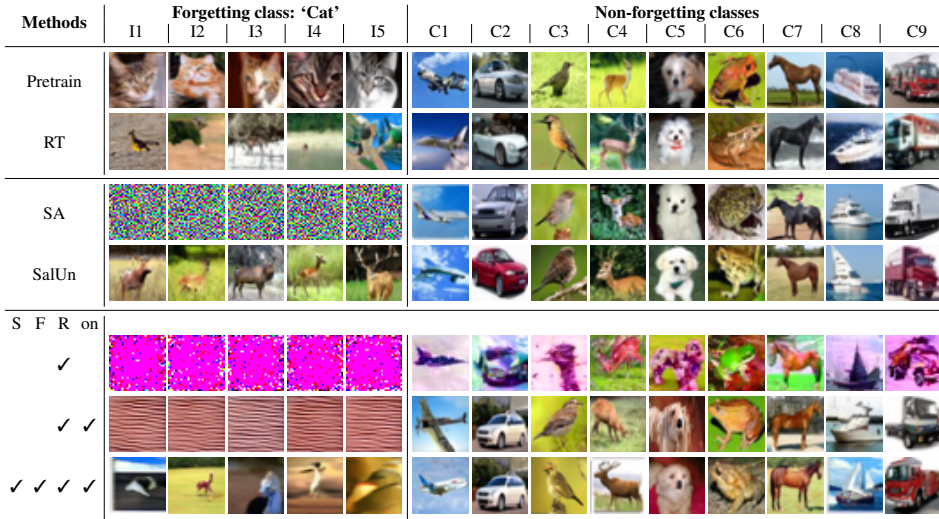 Methods Forgetting class: 'Cat' Non-forgetting classes
I1 I2 I3 I4 I5 C1 C2 C3 C4 C5 C6 C7 C8 C9
Pretrain
RT
SA
SalUn
S F R on
✓
✓ ✓
✓ ✓ ✓ ✓